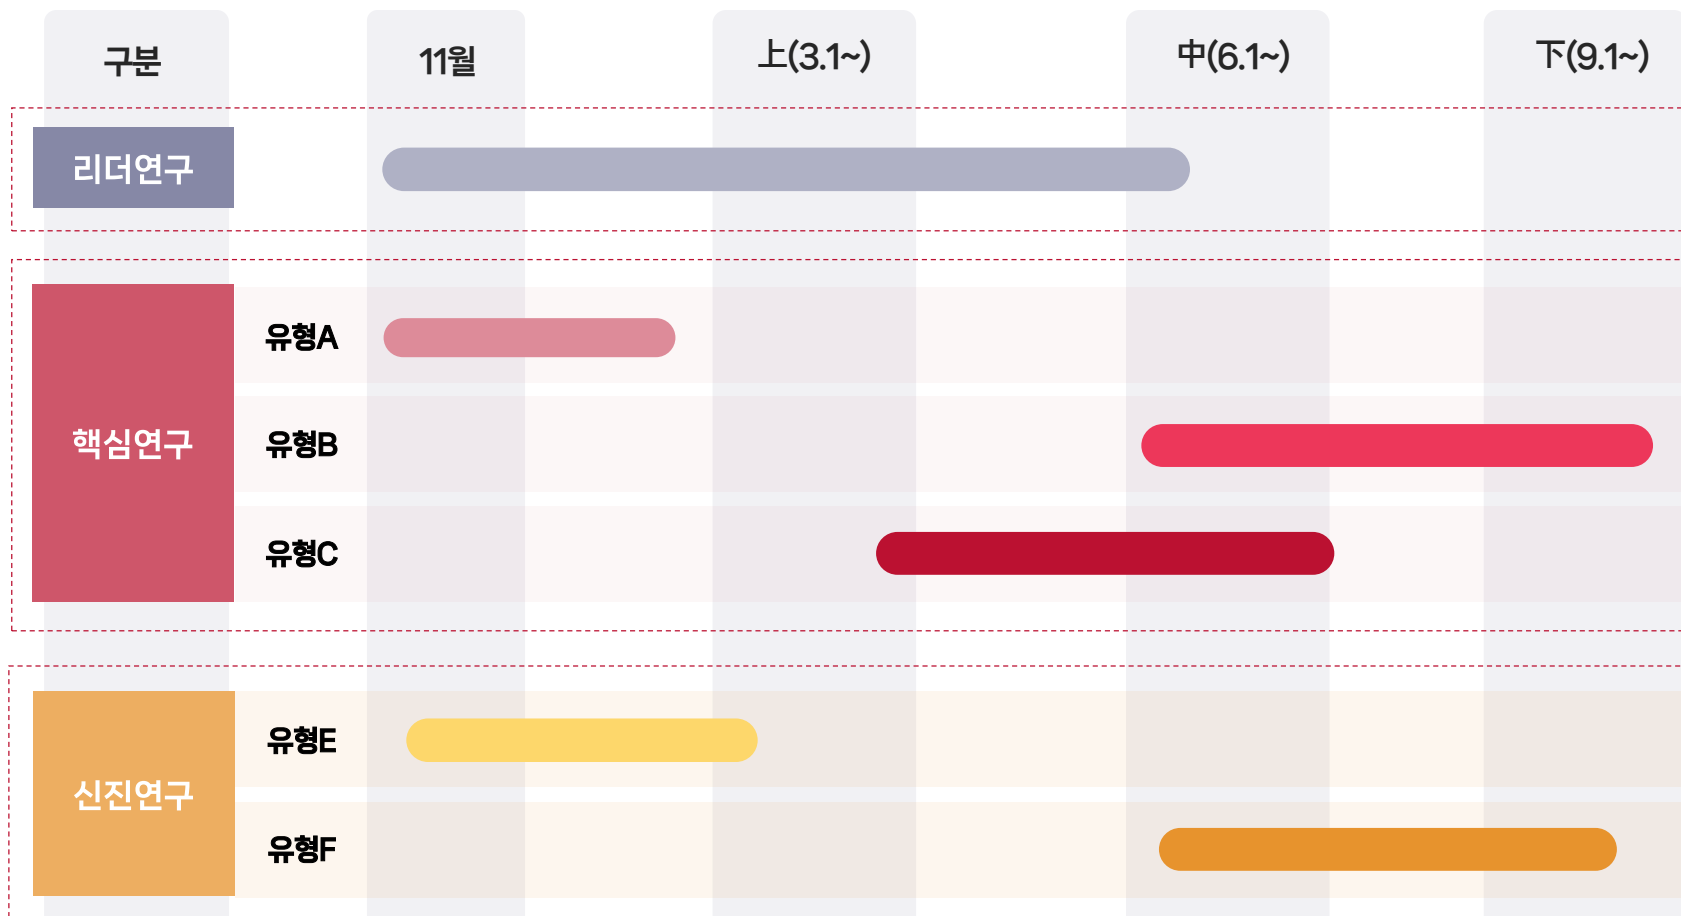 구분
11월
上(3.1~)
中(6.1~)
下(9.1~)
리더연구
핵심연구
유형A
유형B
유형C
신진연구
유형E
유형F